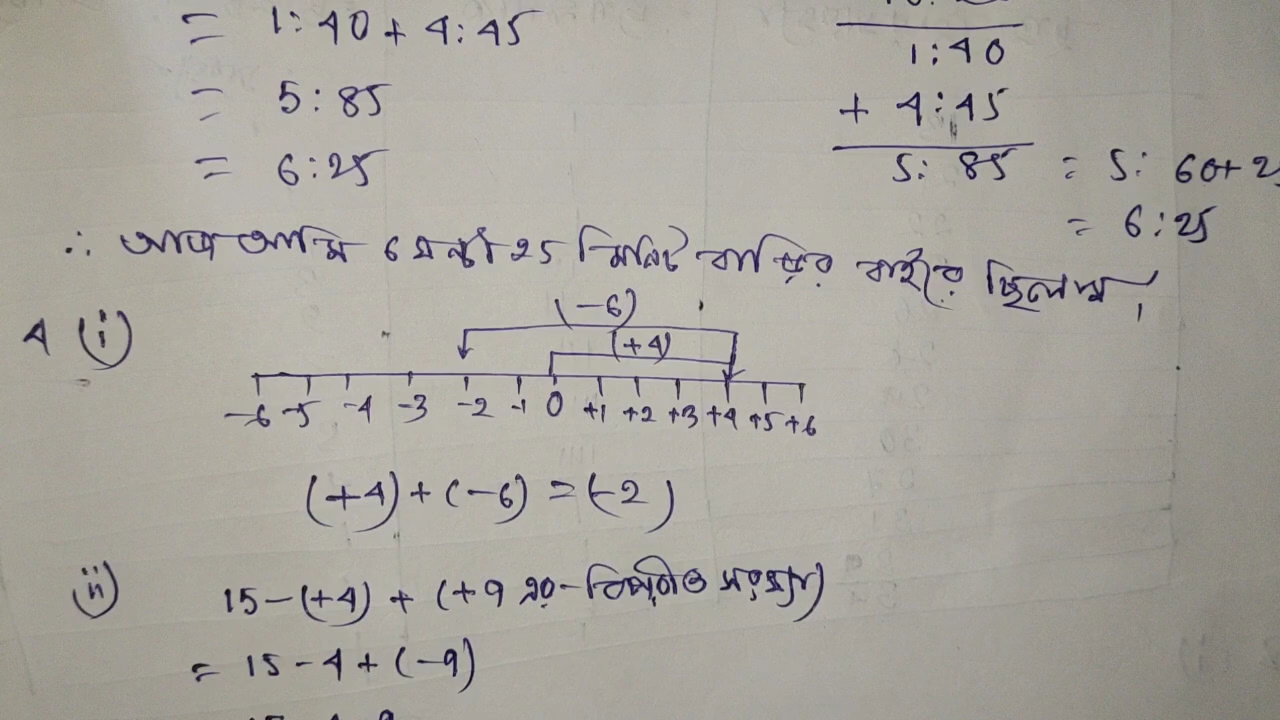 = 1:40 + 4:45
1:40
= 5:85
+ 4:45
= 6:25
5:85 = 5: 60+2
= 6:25
∴ আজ আমি 6 ঘন্টা 25 মিনিট বাড়ির বাইরে ছিলাম।
4 (i)
(-6)
(+4)
-6 -5 -4 -3 -2 -1 0 +1 +2 +3 +4 +5 +6
(+4) + (-6) = (-2)
(ii) 15-(+4) + (+9 এর বিপরীত সংখ্যা)
= 15-4+(-9)